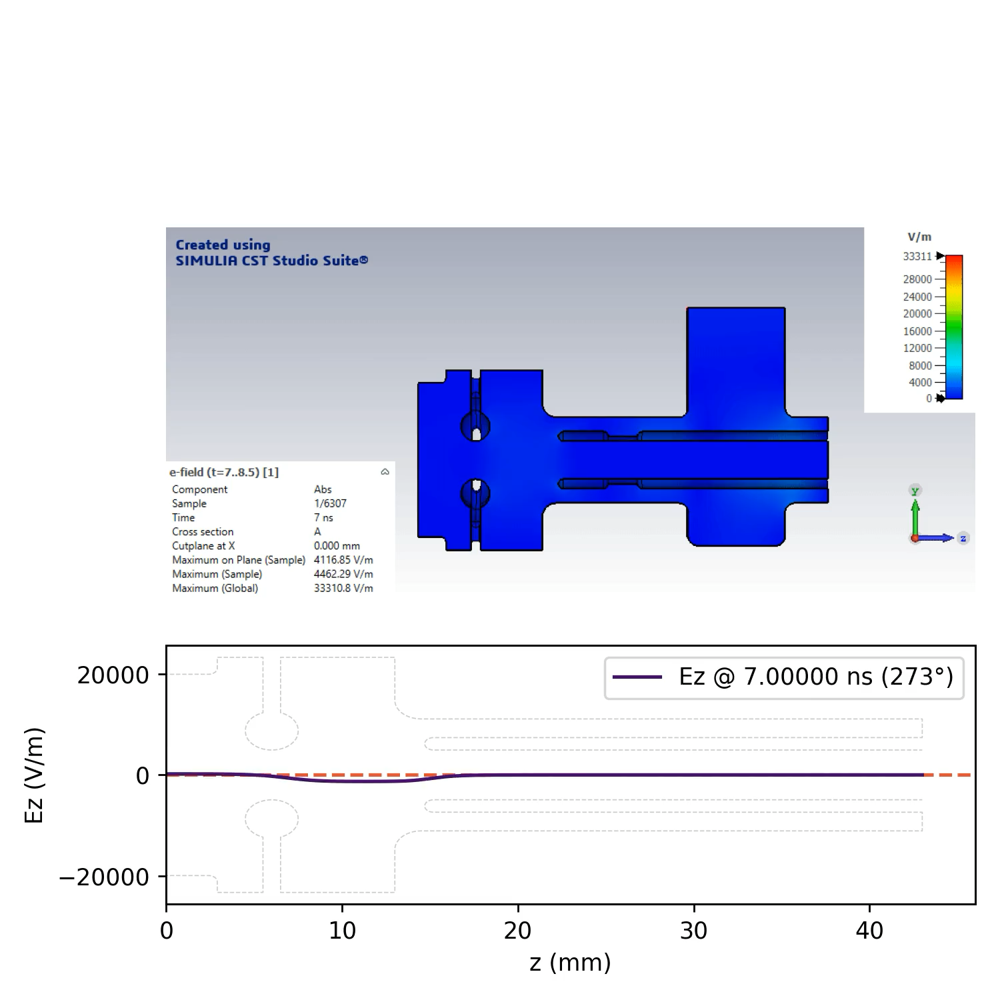 Created using
SIMULIA CST Studio Suite®
V/m
33311
28000
24000
20000
16000
12000
8000
4000
0
e-field (t=7..8.5) [1]
Component Abs
Sample 1/6307
Time 7 ns
Cross section A
Cutplane at X 0.000 mm
Maximum on Plane (Sample) 4116.85 V/m
Maximum (Sample) 4462.29 V/m
Maximum (Global) 33310.8 V/m
y
z
Ez @ 7.00000 ns (273°)
20000
0
−20000
Ez (V/m)
0 10 20 30 40
z (mm)